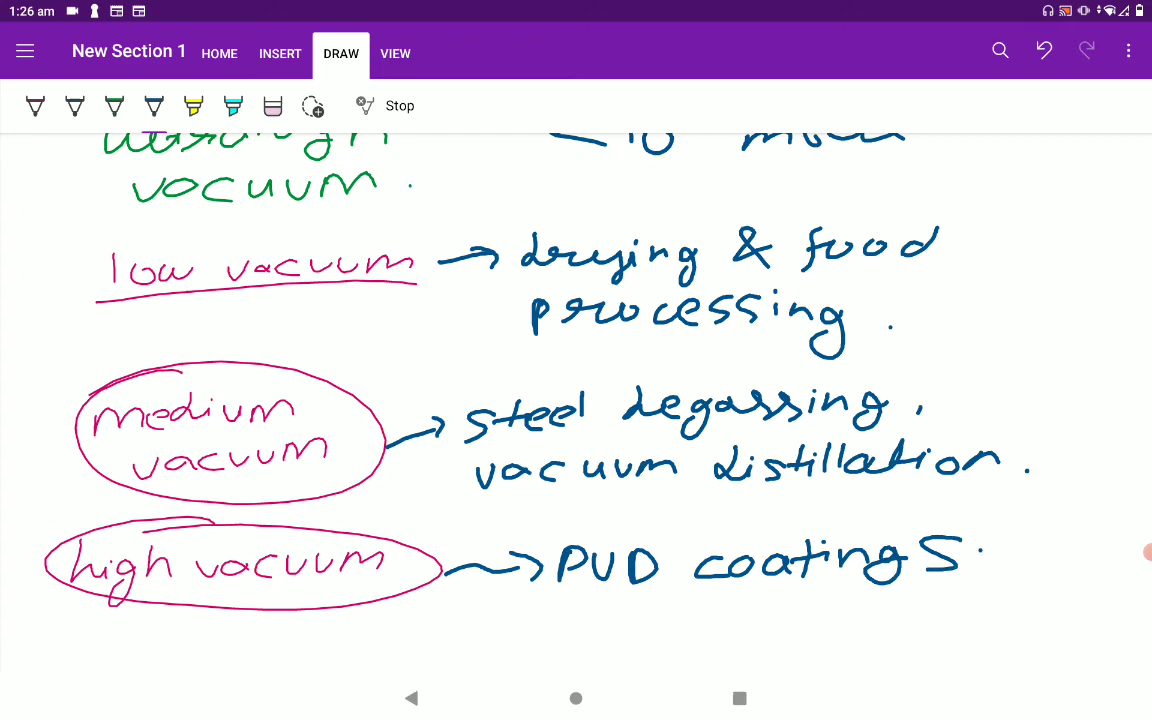 1:26 am
New Section 1 HOME INSERT DRAW VIEW
Stop
vacuum.
low vacuum → drying & food
processing.
medium
vacuum → steel degassing,
vacuum distillation.
high vacuum → PVD coatings.